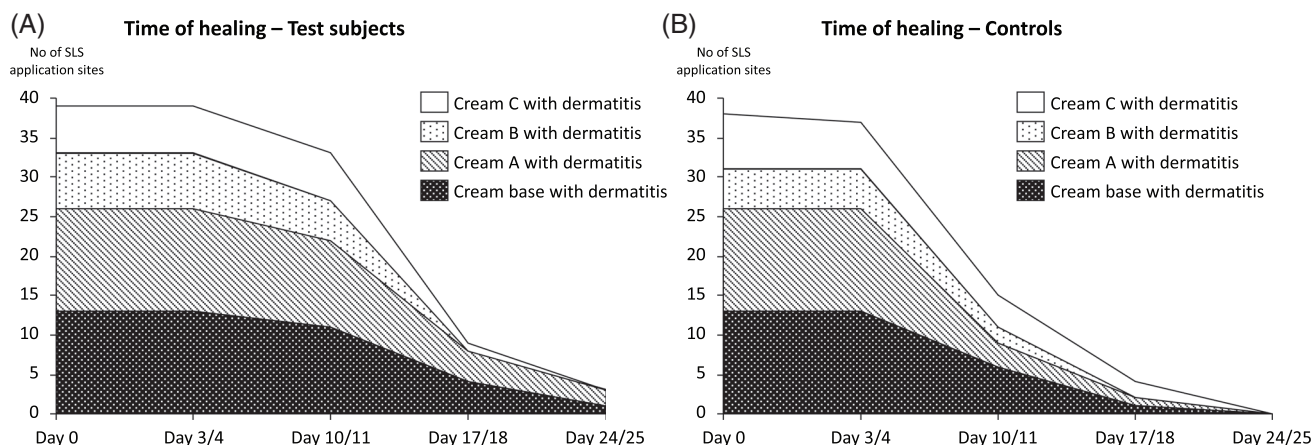 (A)
Time of healing – Test subjects
No of SLS
application sites
40
35
30
25
20
15
10
5
0
Day 0
Day 3/4
Day 10/11
Day 17/18
Day 24/25
Cream C with dermatitis
Cream B with dermatitis
Cream A with dermatitis
Cream base with dermatitis
(B)
Time of healing – Controls
No of SLS
application sites
40
35
30
25
20
15
10
5
0
Day 0
Day 3/4
Day 10/11
Day 17/18
Day 24/25
Cream C with dermatitis
Cream B with dermatitis
Cream A with dermatitis
Cream base with dermatitis